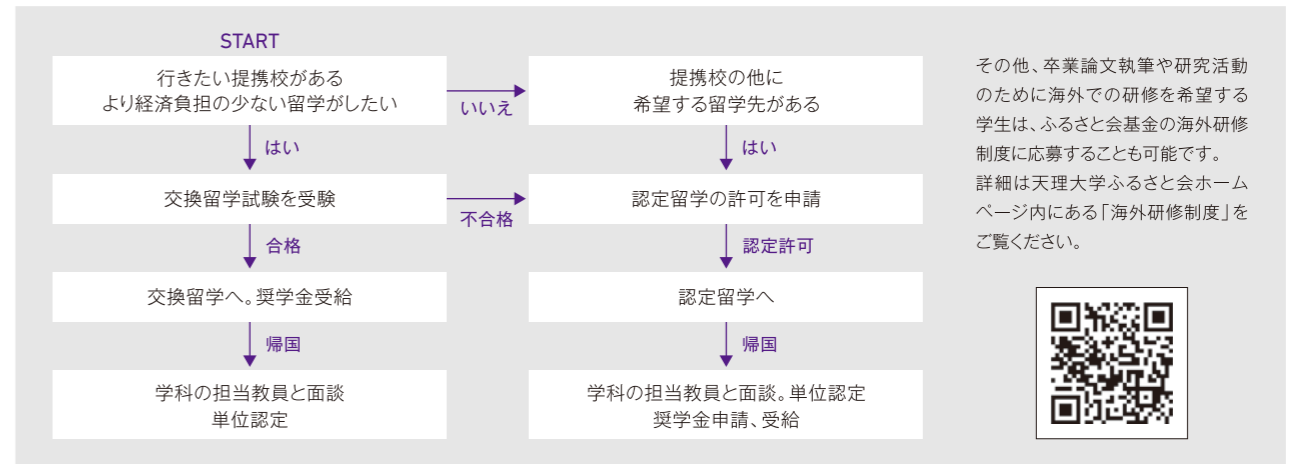 START
行きたい提携校がある
より経済負担の少ない留学がしたい
いいえ
提携校の他に
希望する留学先がある
はい
はい
交換留学試験を受験
不合格
認定留学の許可を申請
合格
認定許可
交換留学へ。奨学金受給
認定留学へ
帰国
帰国
学科の担当教員と面談
単位認定
学科の担当教員と面談。単位認定
奨学金申請、受給
その他、卒業論文執筆や研究活動
のために海外での研修を希望する
学生は、ふるさと会基金の海外研修
制度に応募することも可能です。
詳細は天理大学ふるさと会ホーム
ページ内にある「海外研修制度」を
ご覧ください。